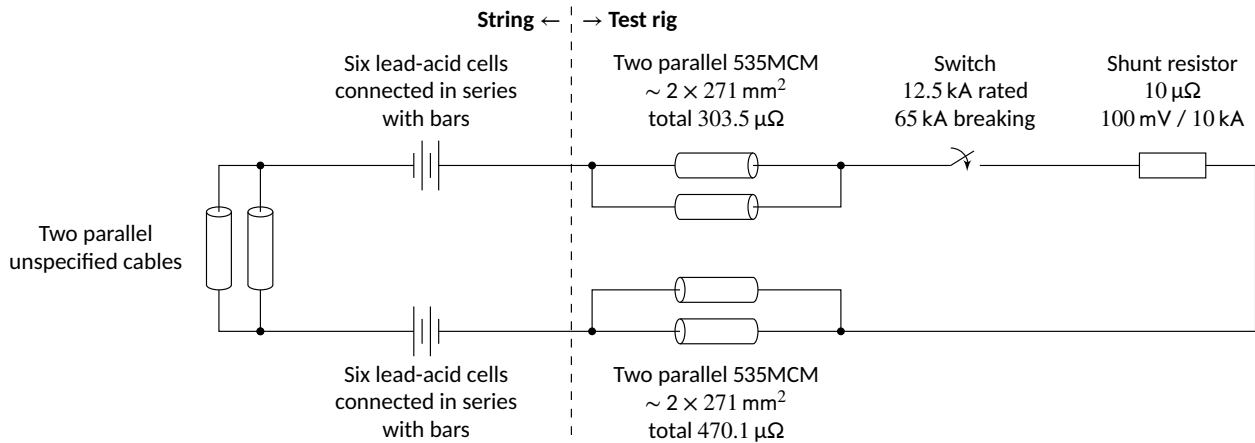 String ← → Test rig
Six lead-acid cells
connected in series
with bars
Two parallel 535MCM
∼ 2 × 271 mm²
total 303.5 µΩ
Switch
12.5 kA rated
65 kA breaking
Shunt resistor
10 µΩ
100 mV / 10 kA
Two parallel
unspecified cables
Six lead-acid cells
connected in series
with bars
Two parallel 535MCM
∼ 2 × 271 mm²
total 470.1 µΩ